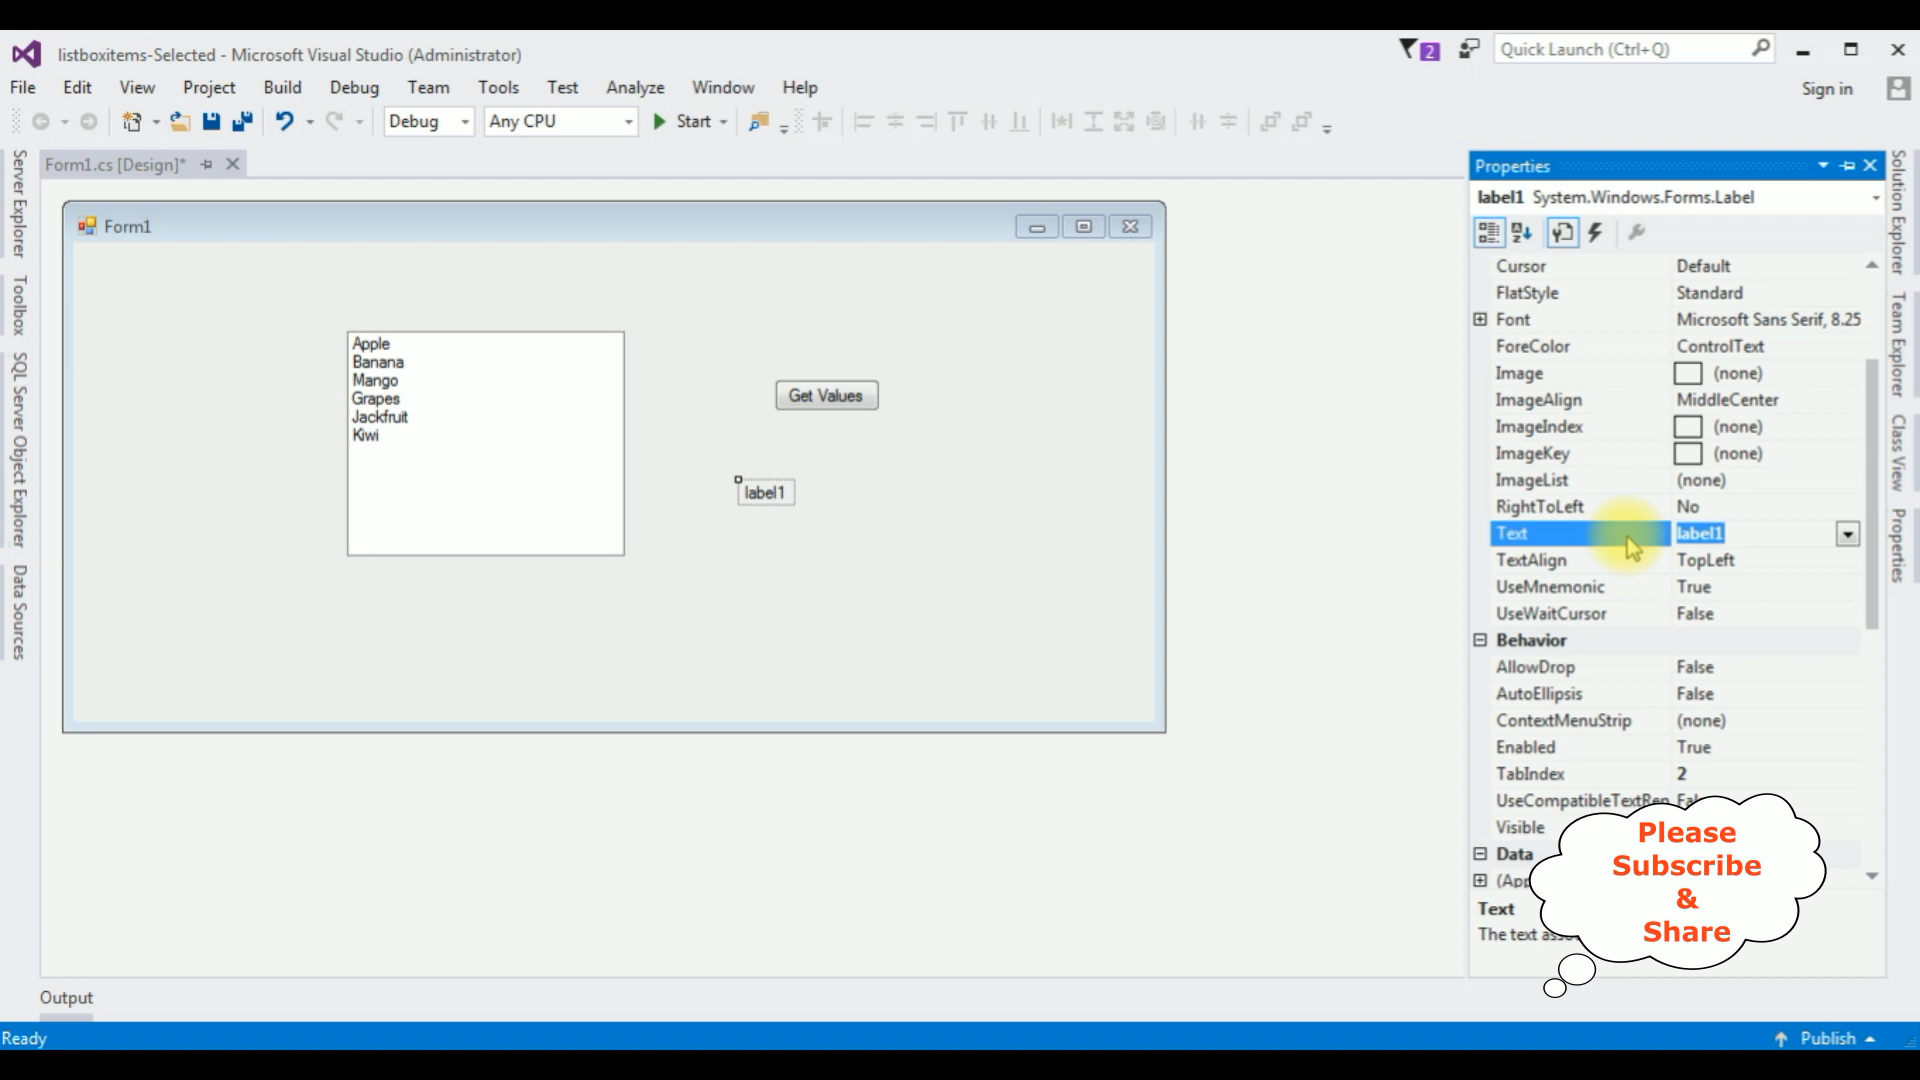 listboxitems-Selected - Microsoft Visual Studio (Administrator)
2
Quick Launch (Ctrl+Q)
File Edit View Project Build Debug Team Tools Test Analyze Window Help
Sign in
Debug Any CPU Start
Server Explorer
Toolbox
SQL Server Object Explorer
Data Sources
Form1.cs [Design]*
Form1
Apple
Banana
Mango
Grapes
Jackfruit
Kiwi
Get Values
label1
Properties
label1 System.Windows.Forms.Label
Cursor Default
FlatStyle Standard
Font Microsoft Sans Serif, 8.25
ForeColor ControlText
Image (none)
ImageAlign MiddleCenter
ImageIndex (none)
ImageKey (none)
ImageList (none)
RightToLeft No
Text label1
TextAlign TopLeft
UseMnemonic True
UseWaitCursor False
Behavior
AllowDrop False
AutoEllipsis False
ContextMenuStrip (none)
Enabled True
TabIndex 2
UseCompatibleTextRen
Visible
Data
(App
Text
The text
Please
Subscribe
&
Share
Solution Explorer
Team Explorer
Class View
Properties
Output
Ready
Publish